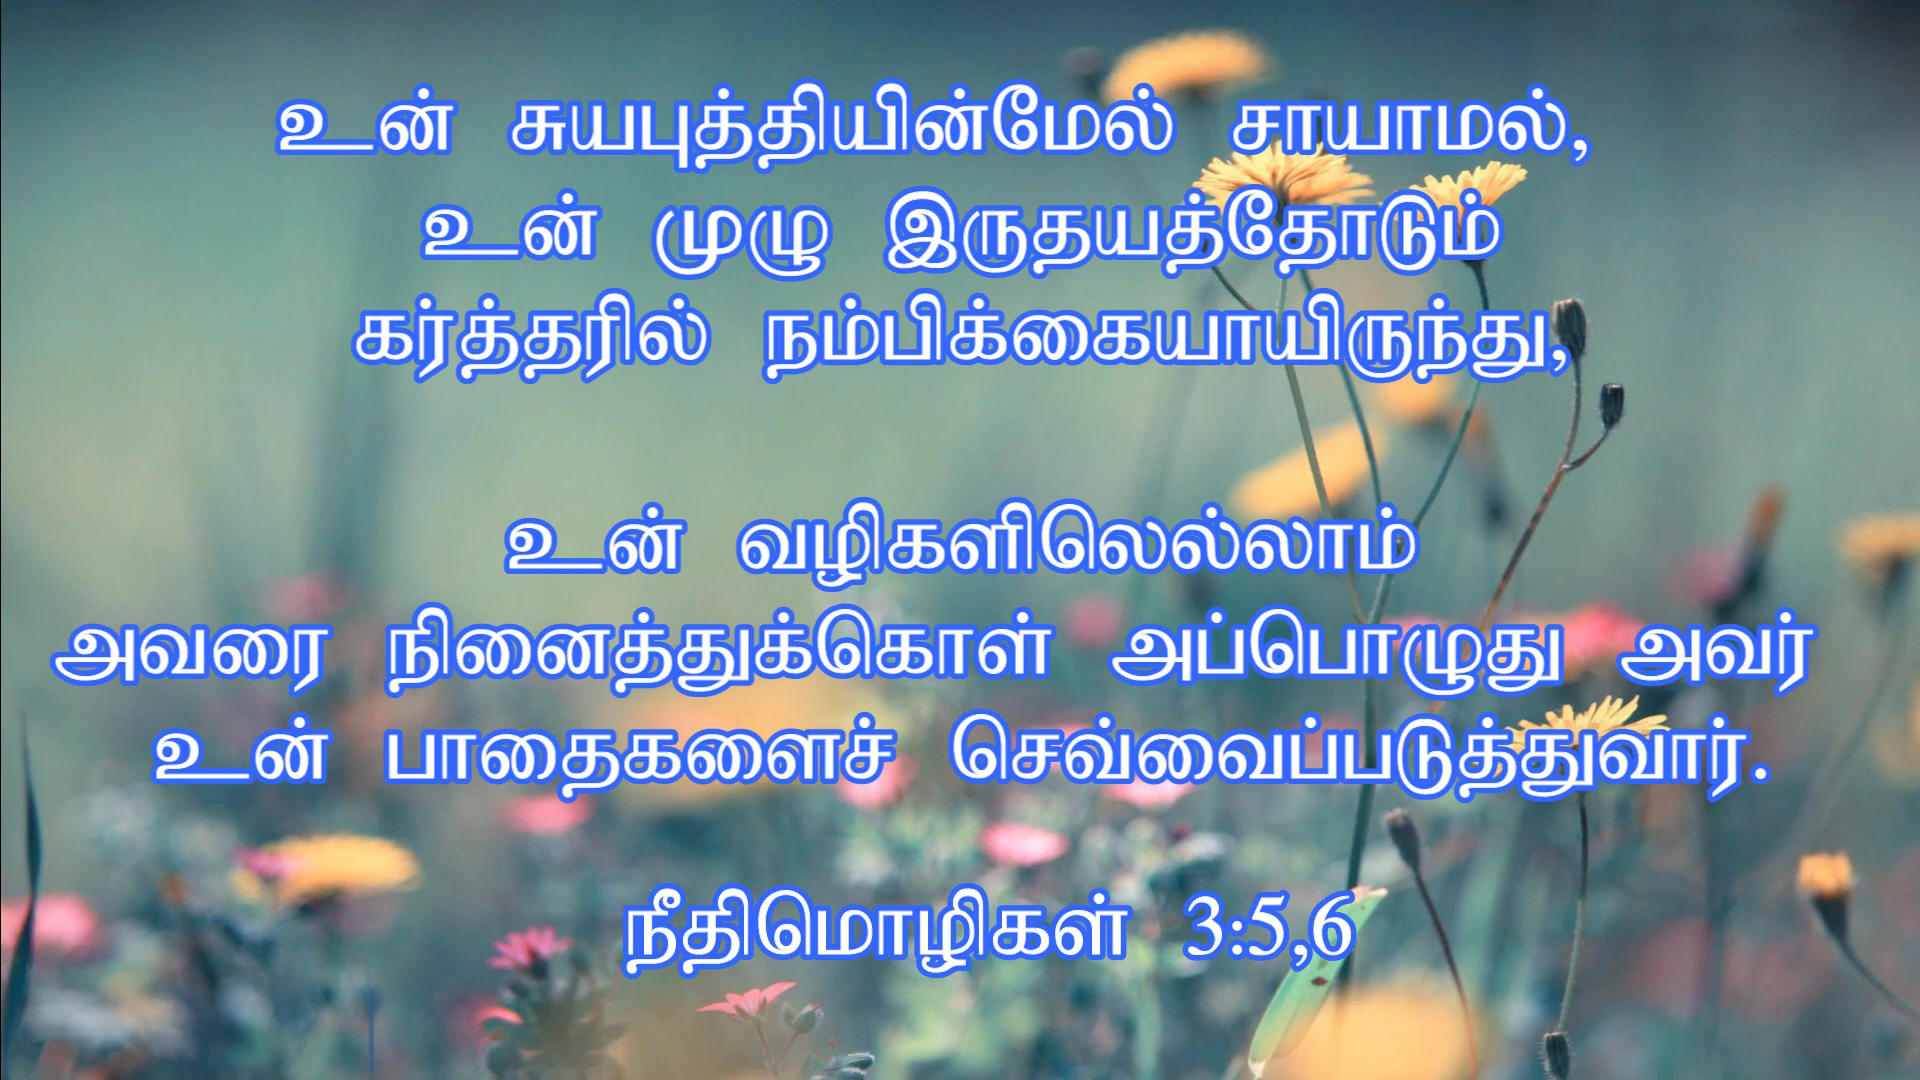 உன் சுயபுத்தியின்மேல் சாயாமல்,
உன் முழு இருதயத்தோடும்
கர்த்தரில் நம்பிக்கையாயிருந்து,
உன் வழிகளிலெல்லாம்
அவரை நினைத்துக்கொள் அப்பொழுது அவர்
உன் பாதைகளைச் செவ்வைப்படுத்துவார்.
நீதிமொழிகள் 3:5,6